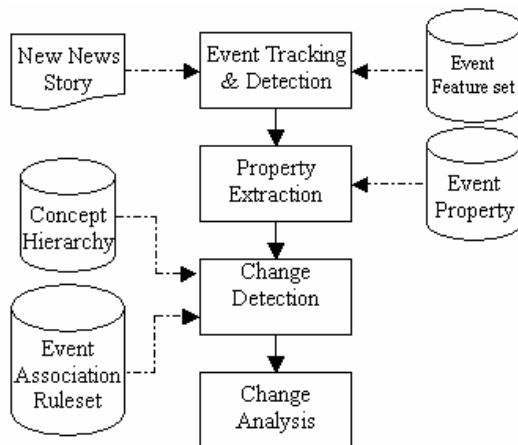 New News
Story
Event Tracking
& Detection
Event
Feature set
Property
Extraction
Event
Property
Concept
Hierarchy
Change
Detection
Event
Association
Ruleset
Change
Analysis